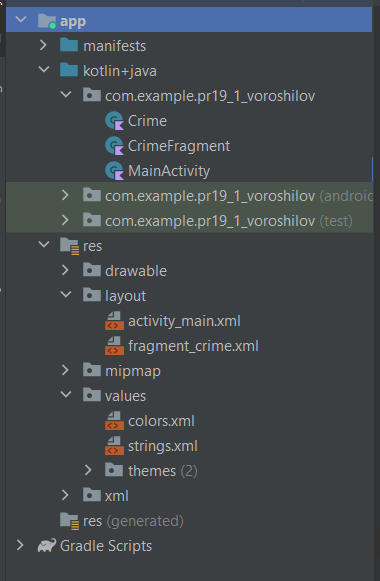 app
manifests
kotlin+java
com.example.pr19_1_voroshilov
Crime
CrimeFragment
MainActivity
com.example.pr19_1_voroshilov (android
com.example.pr19_1_voroshilov (test)
res
drawable
layout
activity_main.xml
fragment_crime.xml
mipmap
values
colors.xml
strings.xml
themes (2)
xml
res (generated)
Gradle Scripts